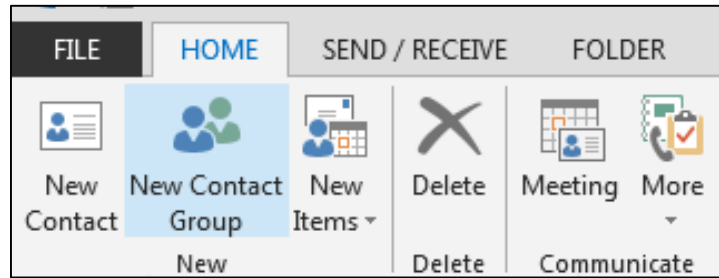 FILE HOME SEND / RECEIVE FOLDER
New Contact
New Contact Group
New Items
Delete
Meeting
More
New Delete Communicate